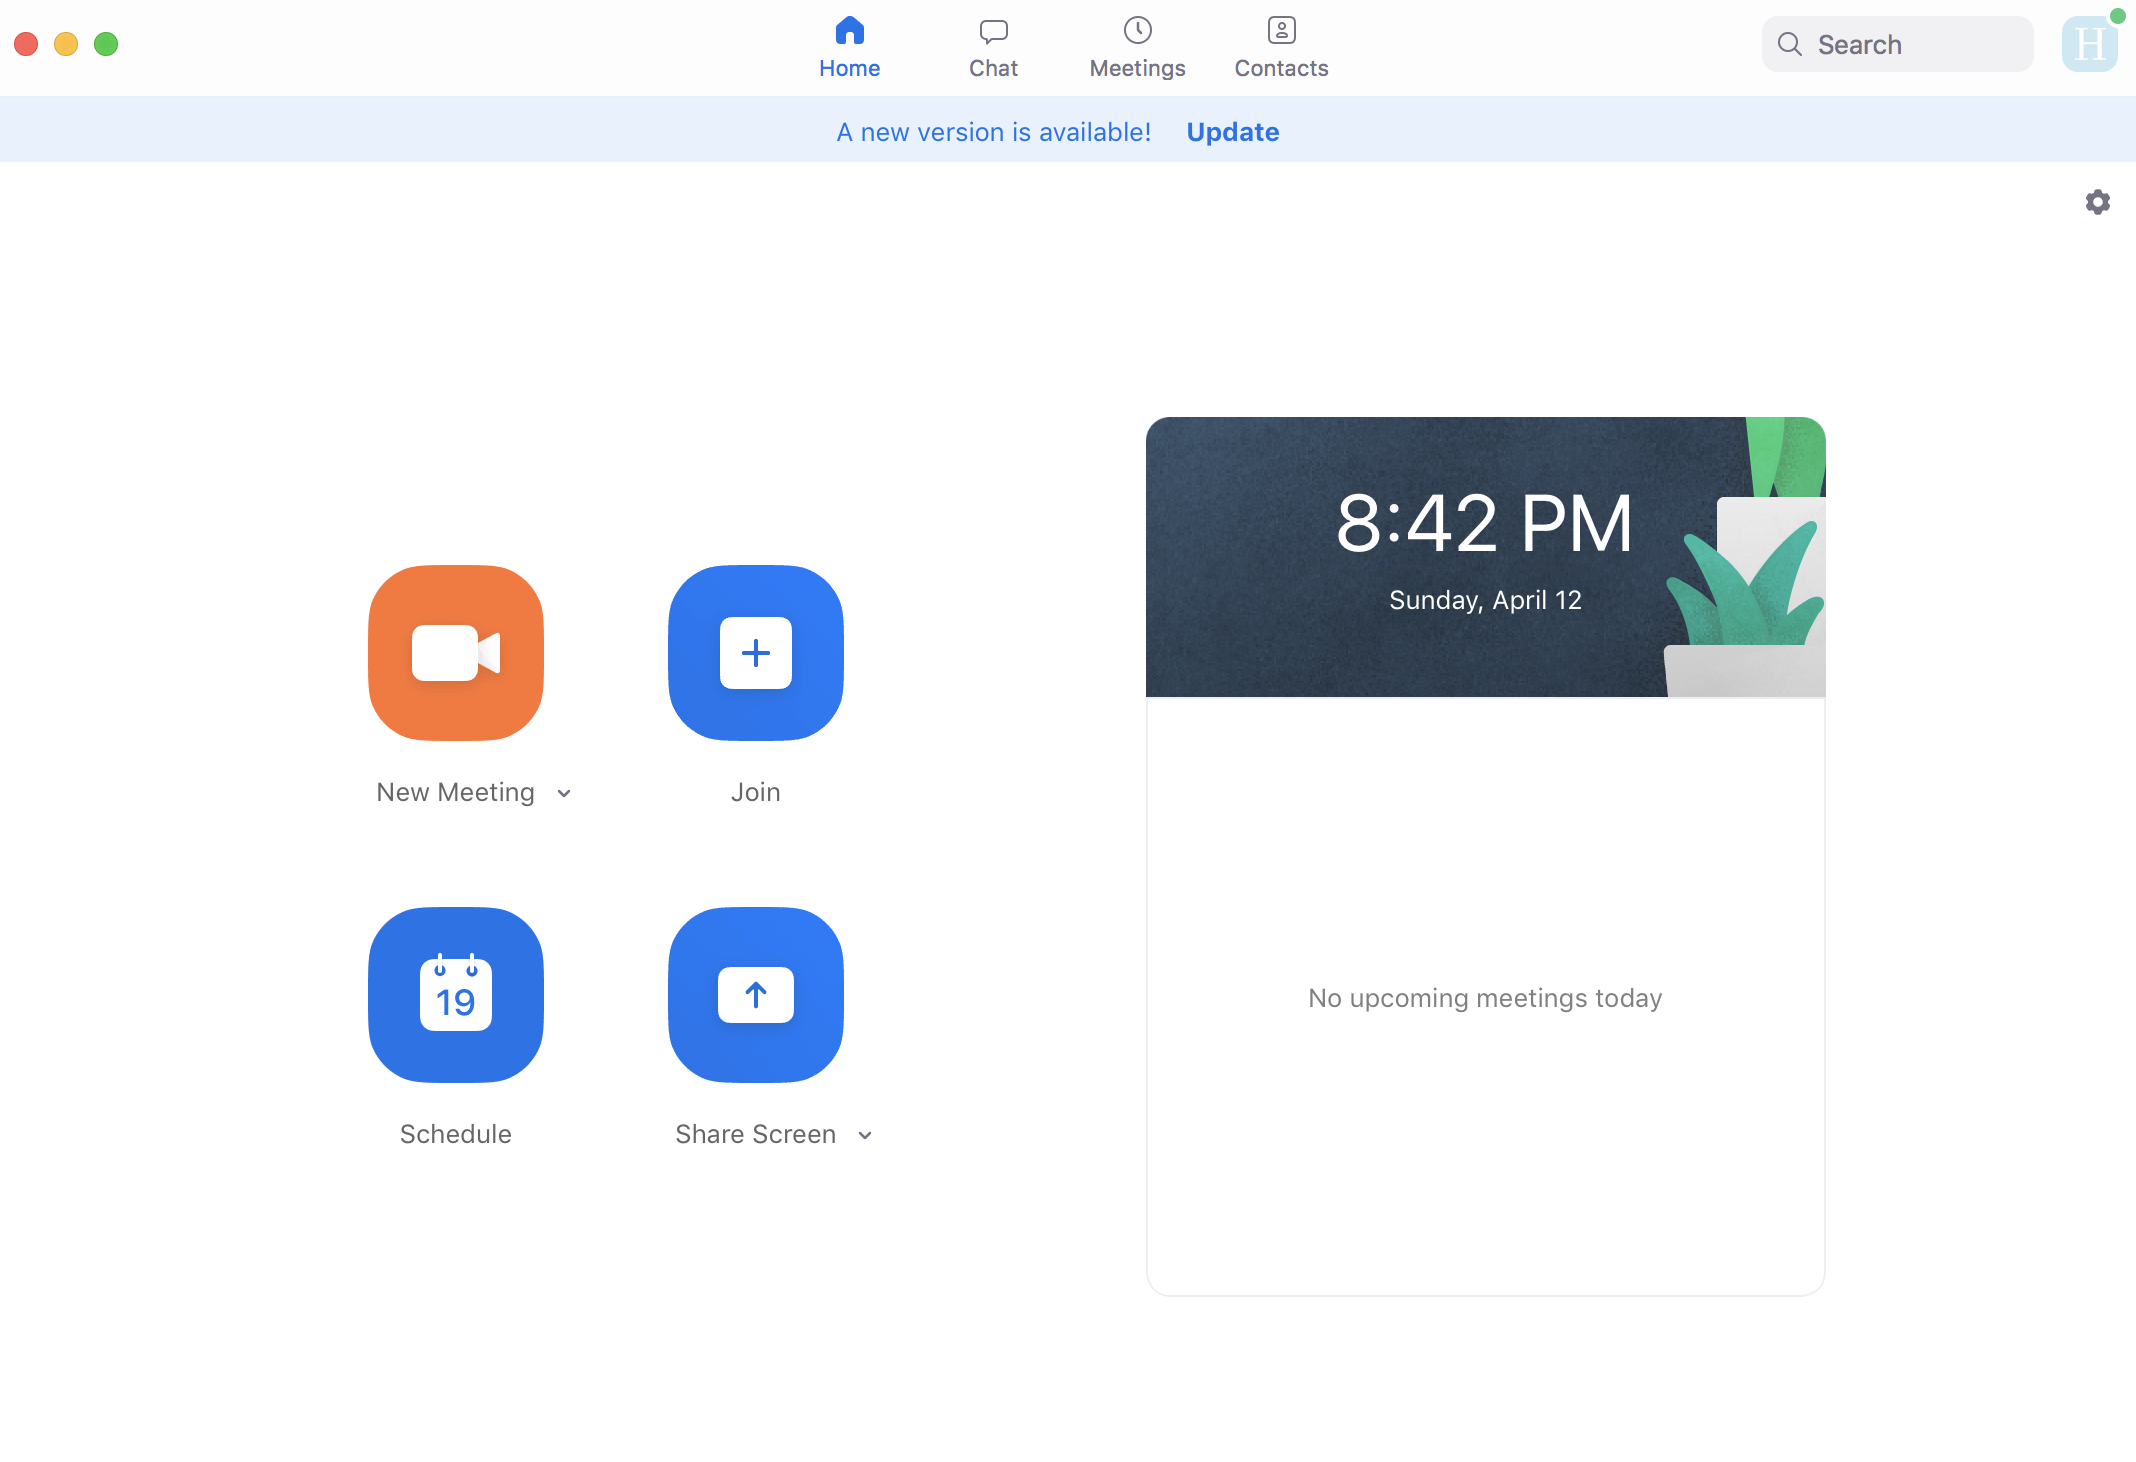 Home
Chat
Meetings
Contacts
Search
H
A new version is available! Update
8:42 PM
Sunday, April 12
New Meeting
Join
19
Schedule
Share Screen
No upcoming meetings today